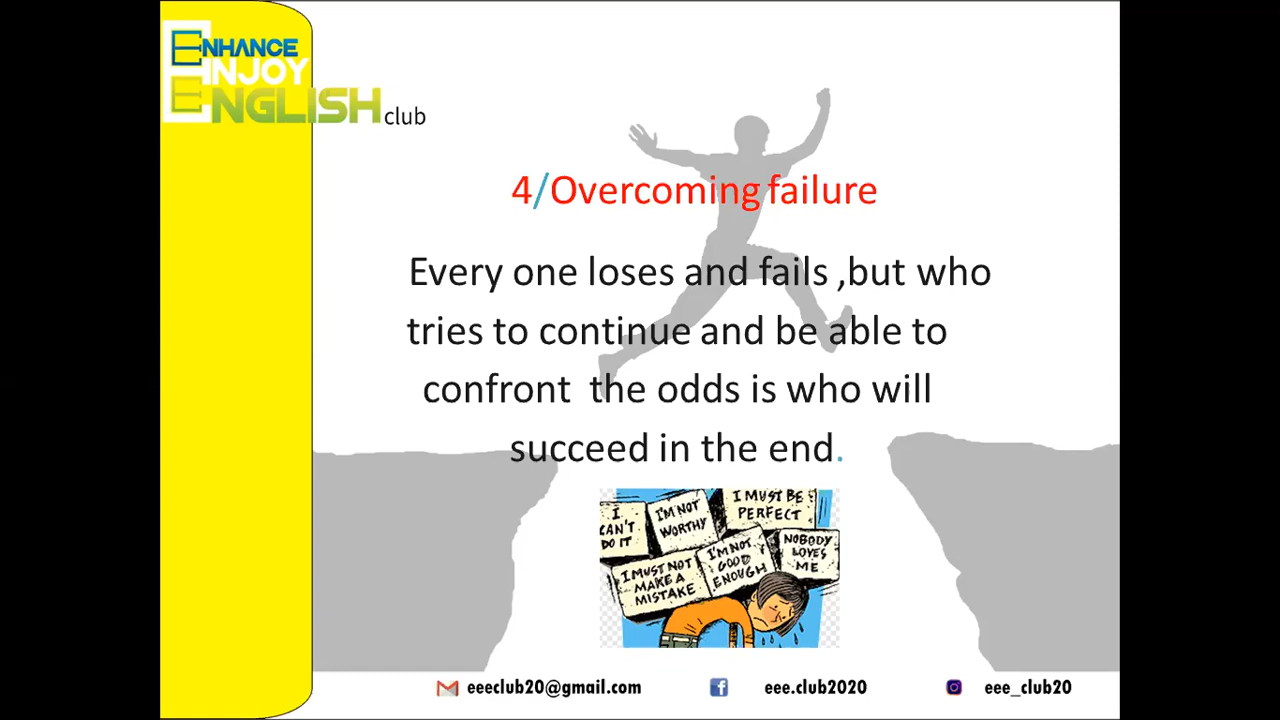 ENHANCE
ENJOY
ENGLISH club
4/Overcoming failure
Every one loses and fails ,but who
tries to continue and be able to
confront the odds is who will
succeed in the end.
I CAN'T DO IT
I'M NOT WORTHY
I MUST BE PERFECT
I MUST NOT MAKE A MISTAKE
I'M NOT GOOD ENOUGH
NOBODY LOVES ME
eeeclub20@gmail.com
eee.club2020
eee_club20